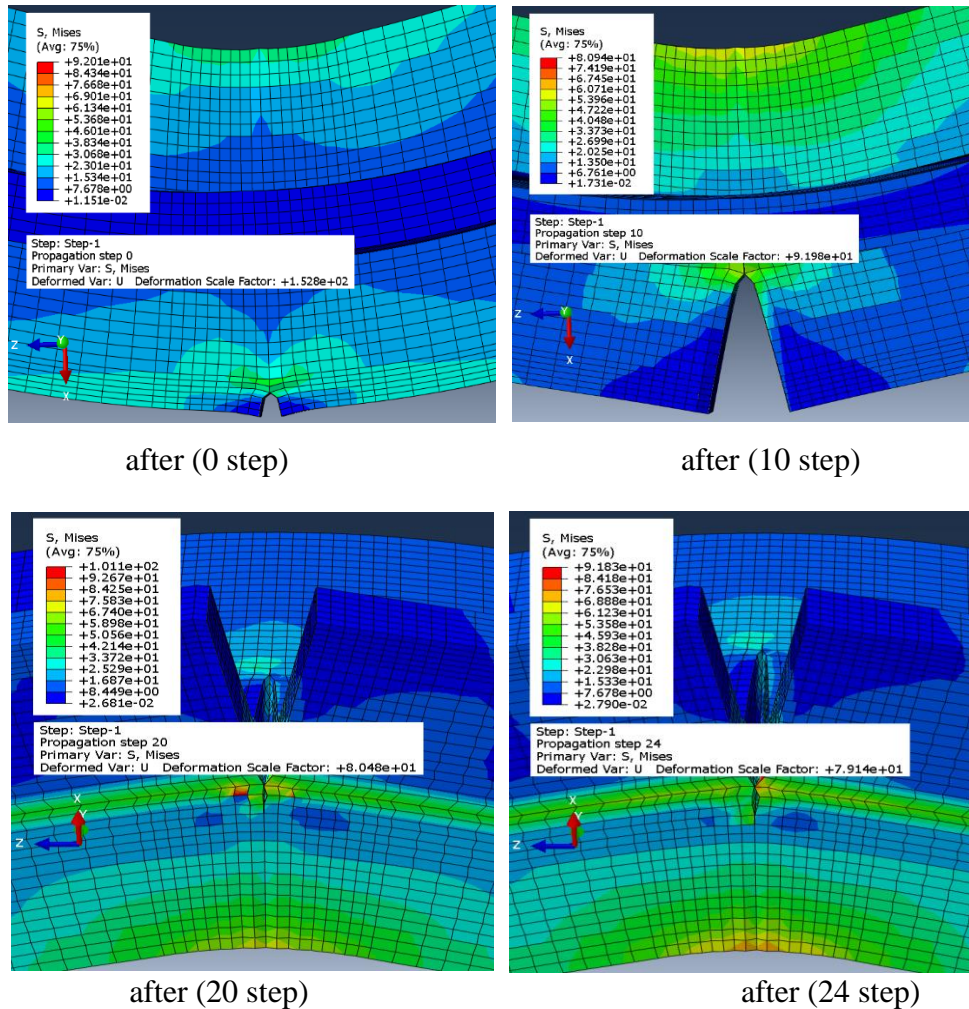 S, Mises
(Avg: 75%)
+9.201e+01
+8.434e+01
+7.668e+01
+6.901e+01
+6.134e+01
+5.368e+01
+4.601e+01
+3.834e+01
+3.068e+01
+2.301e+01
+1.534e+01
+7.678e+00
+1.151e-02
Step: Step-1
Propagation step 0
Primary Var: S, Mises
Deformed Var: U Deformation Scale Factor: +1.528e+02
Z
Y
X
after (0 step)
S, Mises
(Avg: 75%)
+8.094e+01
+7.419e+01
+6.745e+01
+6.071e+01
+5.396e+01
+4.722e+01
+4.048e+01
+3.373e+01
+2.699e+01
+2.025e+01
+1.350e+01
+6.761e+00
+1.731e-02
Step: Step-1
Propagation step 10
Primary Var: S, Mises
Deformed Var: U Deformation Scale Factor: +9.198e+01
Z
Y
X
after (10 step)
S, Mises
(Avg: 75%)
+1.011e+02
+9.267e+01
+8.425e+01
+7.583e+01
+6.740e+01
+5.898e+01
+5.056e+01
+4.214e+01
+3.372e+01
+2.529e+01
+1.687e+01
+8.449e+00
+2.681e-02
Step: Step-1
Propagation step 20
Primary Var: S, Mises
Deformed Var: U Deformation Scale Factor: +8.048e+01
X
Y
Z
after (20 step)
S, Mises
(Avg: 75%)
+9.183e+01
+8.418e+01
+7.653e+01
+6.888e+01
+6.123e+01
+5.358e+01
+4.593e+01
+3.828e+01
+3.063e+01
+2.298e+01
+1.533e+01
+7.678e+00
+2.790e-02
Step: Step-1
Propagation step 24
Primary Var: S, Mises
Deformed Var: U Deformation Scale Factor: +7.914e+01
X
Y
Z
after (24 step)